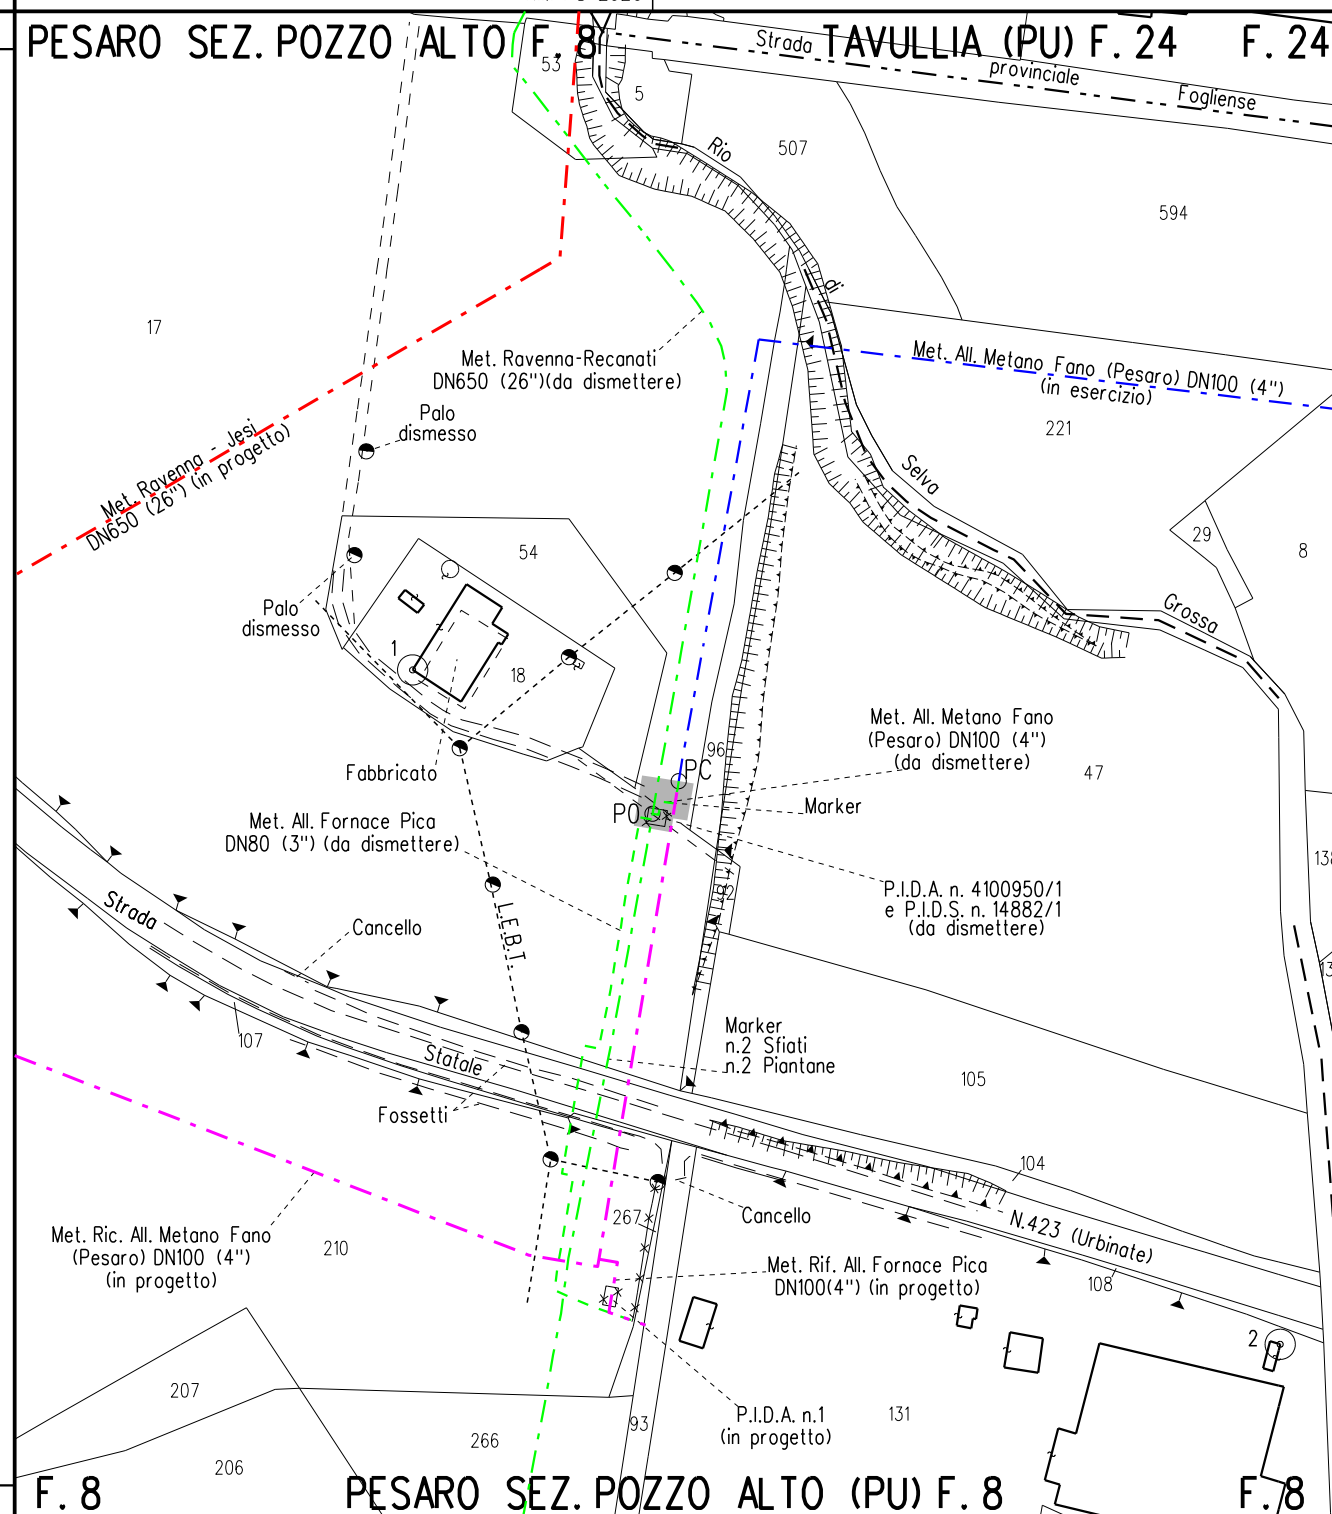 PESARO SEZ. POZZO ALTO F. 8
TAVULLIA (PU) F. 24
F. 24
Strada
provinciale
Fogliense
53
5
Rio
507
594
di
17
Met. Ravenna-Recanati
DN650 (26")(da dismettere)
Met. All. Metano Fano (Pesaro) DN100 (4")
(in esercizio)
Palo
dismesso
221
Met. Ravenna - Jesi
DN650 (26") (in progetto)
Selva
54
29
8
Palo
dismesso
Grossa
1
18
Met. All. Metano Fano
(Pesaro) DN100 (4")
(da dismettere)
96
PC
47
Fabbricato
Marker
PO
Met. All. Fornace Pica
DN80 (3") (da dismettere)
P.I.D.A. n. 4100950/1
e P.I.D.S. n. 14882/1
(da dismettere)
92
Strada
Cancello
L.E.B.T.
107
Marker
n.2 Sfiati
n.2 Piantane
Statale
105
Fossetti
104
267
Cancello
N.423 (Urbinate)
Met. Ric. All. Metano Fano
(Pesaro) DN100 (4")
(in progetto)
210
Met. Rif. All. Fornace Pica
DN100(4") (in progetto)
108
2
207
93
P.I.D.A. n.1
(in progetto)
131
266
206
F. 8
PESARO SEZ. POZZO ALTO (PU) F. 8
F. 8